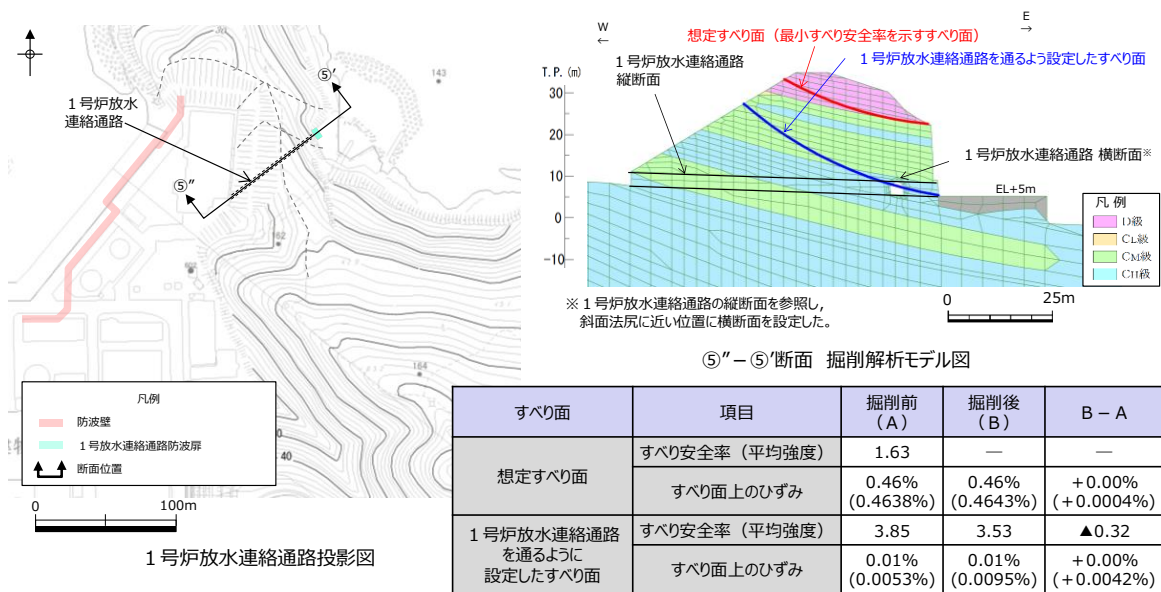 ⑤′
143
1号炉放水
連絡通路
⑤″
162
164
40
凡例
防波壁
1号放水連絡通路防波扉
断面位置
0
100m
1号炉放水連絡通路投影図
W
←
E
→
想定すべり面（最小すべり安全率を示すすべり面）
1号炉放水連絡通路
縦断面
1号炉放水連絡通路を通るよう設定したすべり面
T.P.(m)
30
20
10
0
-10
1号炉放水連絡通路 横断面※
EL+5m
凡 例
D級
CL級
CM級
CH級
※1号炉放水連絡通路の縦断面を参照し，
斜面法尻に近い位置に横断面を設定した。
0
25m
⑤″－⑤′断面 掘削解析モデル図
すべり面 項目 掘削前（A） 掘削後（B） B－A
想定すべり面 すべり安全率（平均強度） 1.63 ― ―
すべり面上のひずみ 0.46% 0.46% +0.00%
(0.4638%) (0.4643%) (+0.0004%)
1号炉放水連絡通路
を通るように
設定したすべり面
すべり安全率（平均強度） 3.85 3.53 ▲0.32
すべり面上のひずみ 0.01% 0.01% +0.00%
(0.0053%) (0.0095%) (+0.0042%)